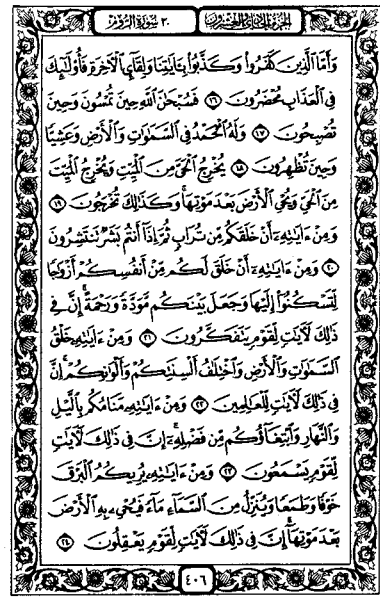 الجزء الحادي والعشرون ٣٠ سورة الروم
وَأَمَّا ٱلَّذِينَ كَفَرُوا۟ وَكَذَّبُوا۟ بِـَٔايَـٰتِنَا وَلِقَآئِ ٱلْـَٔاخِرَةِ فَأُو۟لَـٰٓئِكَ
فِى ٱلْعَذَابِ مُحْضَرُونَ ١٦ فَسُبْحَـٰنَ ٱللَّهِ حِينَ تُمْسُونَ وَحِينَ
تُصْبِحُونَ ١٧ وَلَهُ ٱلْحَمْدُ فِى ٱلسَّمَـٰوَٰتِ وَٱلْأَرْضِ وَعَشِيًّا
وَحِينَ تُظْهِرُونَ ١٨ يُخْرِجُ ٱلْحَىَّ مِنَ ٱلْمَيِّتِ وَيُخْرِجُ ٱلْمَيِّتَ
مِنَ ٱلْحَىِّ وَيُحْىِ ٱلْأَرْضَ بَعْدَ مَوْتِهَا ۚ وَكَذَٰلِكَ تُخْرَجُونَ ١٩
وَمِنْ ءَايَـٰتِهِۦٓ أَنْ خَلَقَكُم مِّن تُرَابٍ ثُمَّ إِذَآ أَنتُم بَشَرٌ تَنتَشِرُونَ
٢٠ وَمِنْ ءَايَـٰتِهِۦٓ أَنْ خَلَقَ لَكُم مِّنْ أَنفُسِكُمْ أَزْوَٰجًا
لِّتَسْكُنُوٓا۟ إِلَيْهَا وَجَعَلَ بَيْنَكُم مَّوَدَّةً وَرَحْمَةً ۚ إِنَّ فِى
ذَٰلِكَ لَـَٔايَـٰتٍ لِّقَوْمٍ يَتَفَكَّرُونَ ٢١ وَمِنْ ءَايَـٰتِهِۦ خَلْقُ
ٱلسَّمَـٰوَٰتِ وَٱلْأَرْضِ وَٱخْتِلَـٰفُ أَلْسِنَتِكُمْ وَأَلْوَٰنِكُمْ ۚ إِنَّ
فِى ذَٰلِكَ لَـَٔايَـٰتٍ لِّلْعَـٰلِمِينَ ٢٢ وَمِنْ ءَايَـٰتِهِۦ مَنَامُكُم بِٱلَّيْلِ
وَٱلنَّهَارِ وَٱبْتِغَآؤُكُم مِّن فَضْلِهِۦٓ ۚ إِنَّ فِى ذَٰلِكَ لَـَٔايَـٰتٍ
لِّقَوْمٍ يَسْمَعُونَ ٢٣ وَمِنْ ءَايَـٰتِهِۦ يُرِيكُمُ ٱلْبَرْقَ
خَوْفًا وَطَمَعًا وَيُنَزِّلُ مِنَ ٱلسَّمَآءِ مَآءً فَيُحْىِۦ بِهِ ٱلْأَرْضَ
بَعْدَ مَوْتِهَآ ۚ إِنَّ فِى ذَٰلِكَ لَـَٔايَـٰتٍ لِّقَوْمٍ يَعْقِلُونَ ٢٤
٤٠٦